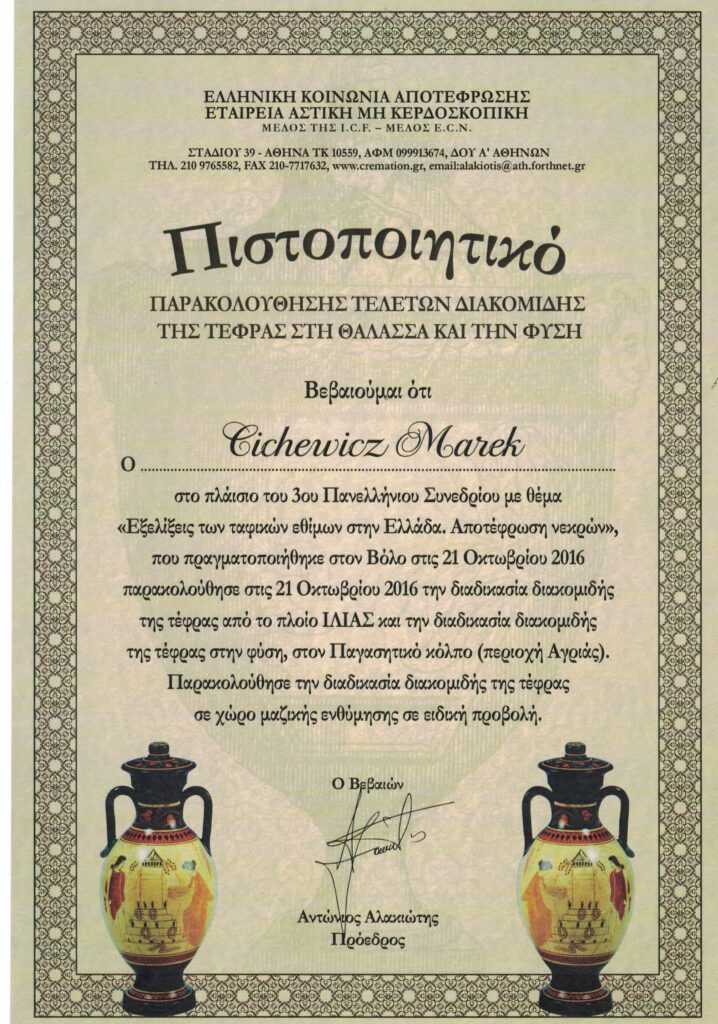 ΕΛΛΗΝΙΚΗ ΚΟΙΝΩΝΙΑ ΑΠΟΤΕΦΡΩΣΗΣ
ΕΤΑΙΡΕΙΑ ΑΣΤΙΚΗ ΜΗ ΚΕΡΔΟΣΚΟΠΙΚΗ
ΜΕΛΟΣ ΤΗΣ I.C.F. – ΜΕΛΟΣ E.C.N.
ΣΤΑΔΙΟΥ 39 - ΑΘΗΝΑ ΤΚ 10559, ΑΦΜ 099913674, ΔΟΥ Α' ΑΘΗΝΩΝ
ΤΗΛ. 210 9765582, FAX 210-7717632, www.cremation.gr, email:alakiotis@ath.forthnet.gr
Πιστοποιητικό
ΠΑΡΑΚΟΛΟΥΘΗΣΗΣ ΤΕΛΕΤΩΝ ΔΙΑΚΟΜΙΔΗΣ
ΤΗΣ ΤΕΦΡΑΣ ΣΤΗ ΘΑΛΑΣΣΑ ΚΑΙ ΤΗΝ ΦΥΣΗ
Βεβαιούμαι ότι
Ο Cichewicz Marek
στο πλάισιο του 3ου Πανελλήνιου Συνεδρίου με θέμα
«Εξελίξεις των ταφικών εθίμων στην Ελλάδα. Αποτέφρωση νεκρών»,
που πραγματοποιήθηκε στον Βόλο στις 21 Οκτωβρίου 2016
παρακολούθησε στις 21 Οκτωβρίου 2016 την διαδικασία διακομιδής
της τέφρας από το πλοίο ΙΛΙΑΣ και την διαδικασία διακομιδής
της τέφρας στην φύση, στον Παγασητικό κόλπο (περιοχή Αγριάς).
Παρακολούθησε την διαδικασία διακομιδής της τέφρας
σε χώρο μαζικής ενθύμησης σε ειδική προβολή.
Ο Βεβαιών
Αντώνιος Αλακιώτης
Πρόεδρος